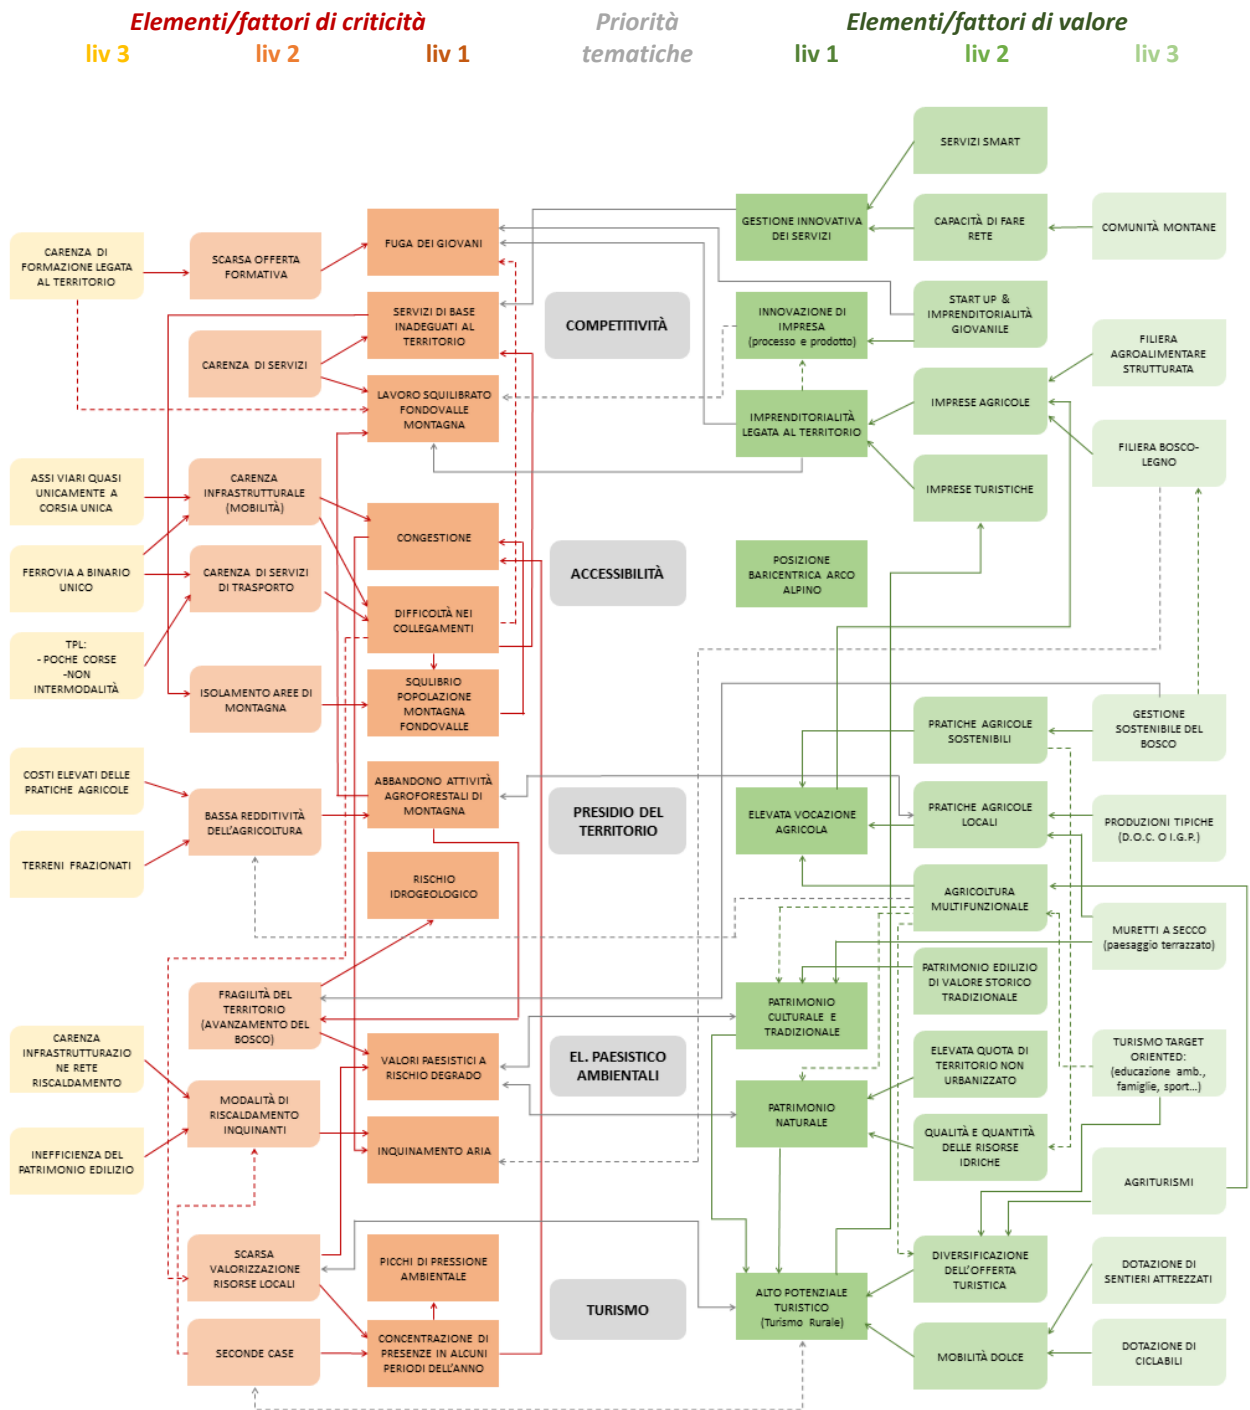 Elementi/fattori di criticità
Priorità
tematiche
Elementi/fattori di valore
liv 3
liv 2
liv 1
liv 1
liv 2
liv 3
SERVIZI SMART
GESTIONE INNOVATIVA
DEI SERVIZI
CAPACITÀ DI FARE
RETE
COMUNITÀ MONTANE
CARENZA DI
FORMAZIONE LEGATA
AL TERRITORIO
SCARSA OFFERTA
FORMATIVA
FUGA DEI GIOVANI
SERVIZI DI BASE
INADEGUATI AL
TERRITORIO
COMPETITIVITÀ
INNOVAZIONE DI
IMPRESA
(processo e prodotto)
START UP &
IMPRENDITORIALITÀ
GIOVANILE
FILIERA
AGROALIMENTARE
STRUTTURATA
CARENZA DI SERVIZI
LAVORO SQUILIBRATO
FONDOVALLE
MONTAGNA
IMPRENDITORIALITÀ
LEGATA AL TERRITORIO
IMPRESE AGRICOLE
FILIERA BOSCO-
LEGNO
ASSI VIARI QUASI
UNICAMENTE A
CORSIA UNICA
CARENZA
INFRASTRUTTURALE
(MOBILITÀ)
IMPRESE TURISTICHE
CONGESTIONE
FERROVIA A BINARIO
UNICO
CARENZA DI SERVIZI
DI TRASPORTO
ACCESSIBILITÀ
POSIZIONE
BARICENTRICA ARCO
ALPINO
DIFFICOLTÀ NEI
COLLEGAMENTI
TPL:
- POCHE CORSE
-NON
INTERMODALITÀ
ISOLAMENTO AREE DI
MONTAGNA
SQULIBRIO
POPOLAZIONE
MONTAGNA
FONDOVALLE
PRATICHE AGRICOLE
SOSTENIBILI
GESTIONE
SOSTENIBILE DEL
BOSCO
COSTI ELEVATI DELLE
PRATICHE AGRICOLE
BASSA REDDITIVITÀ
DELL'AGRICOLTURA
ABBANDONO ATTIVITÀ
AGROFORESTALI DI
MONTAGNA
PRESIDIO DEL
TERRITORIO
ELEVATA VOCAZIONE
AGRICOLA
PRATICHE AGRICOLE
LOCALI
PRODUZIONI TIPICHE
(D.O.C. O I.G.P.)
TERRENI FRAZIONATI
RISCHIO
IDROGEOLOGICO
AGRICOLTURA
MULTIFUNZIONALE
MURETTI A SECCO
(paesaggio terrazzato)
FRAGILITÀ DEL
TERRITORIO
(AVANZAMENTO DEL
BOSCO)
PATRIMONIO
CULTURALE E
TRADIZIONALE
PATRIMONIO EDILIZIO
DI VALORE STORICO
TRADIZIONALE
CARENZA
INFRASTRUTTURAZIO
NE RETE
RISCALDAMENTO
VALORI PAESISTICI A
RISCHIO DEGRADO
EL. PAESISTICO
AMBIENTALI
ELEVATA QUOTA DI
TERRITORIO NON
URBANIZZATO
TURISMO TARGET
ORIENTED:
(educazione amb.,
famiglie, sport...)
MODALITÀ DI
RISCALDAMENTO
INQUINANTI
PATRIMONIO
NATURALE
INEFFICIENZA DEL
PATRIMONIO EDILIZIO
INQUINAMENTO ARIA
QUALITÀ E QUANTITÀ
DELLE RISORSE
IDRICHE
AGRITURISMI
SCARSA
VALORIZZAZIONE
RISORSE LOCALI
PICCHI DI PRESSIONE
AMBIENTALE
DIVERSIFICAZIONE
DELL'OFFERTA
TURISTICA
DOTAZIONE DI
SENTIERI ATTREZZATI
TURISMO
ALTO POTENZIALE
TURISTICO
(Turismo Rurale)
SECONDE CASE
CONCENTRAZIONE DI
PRESENZE IN ALCUNI
PERIODI DELL'ANNO
MOBILITÀ DOLCE
DOTAZIONE DI
CICLABILI